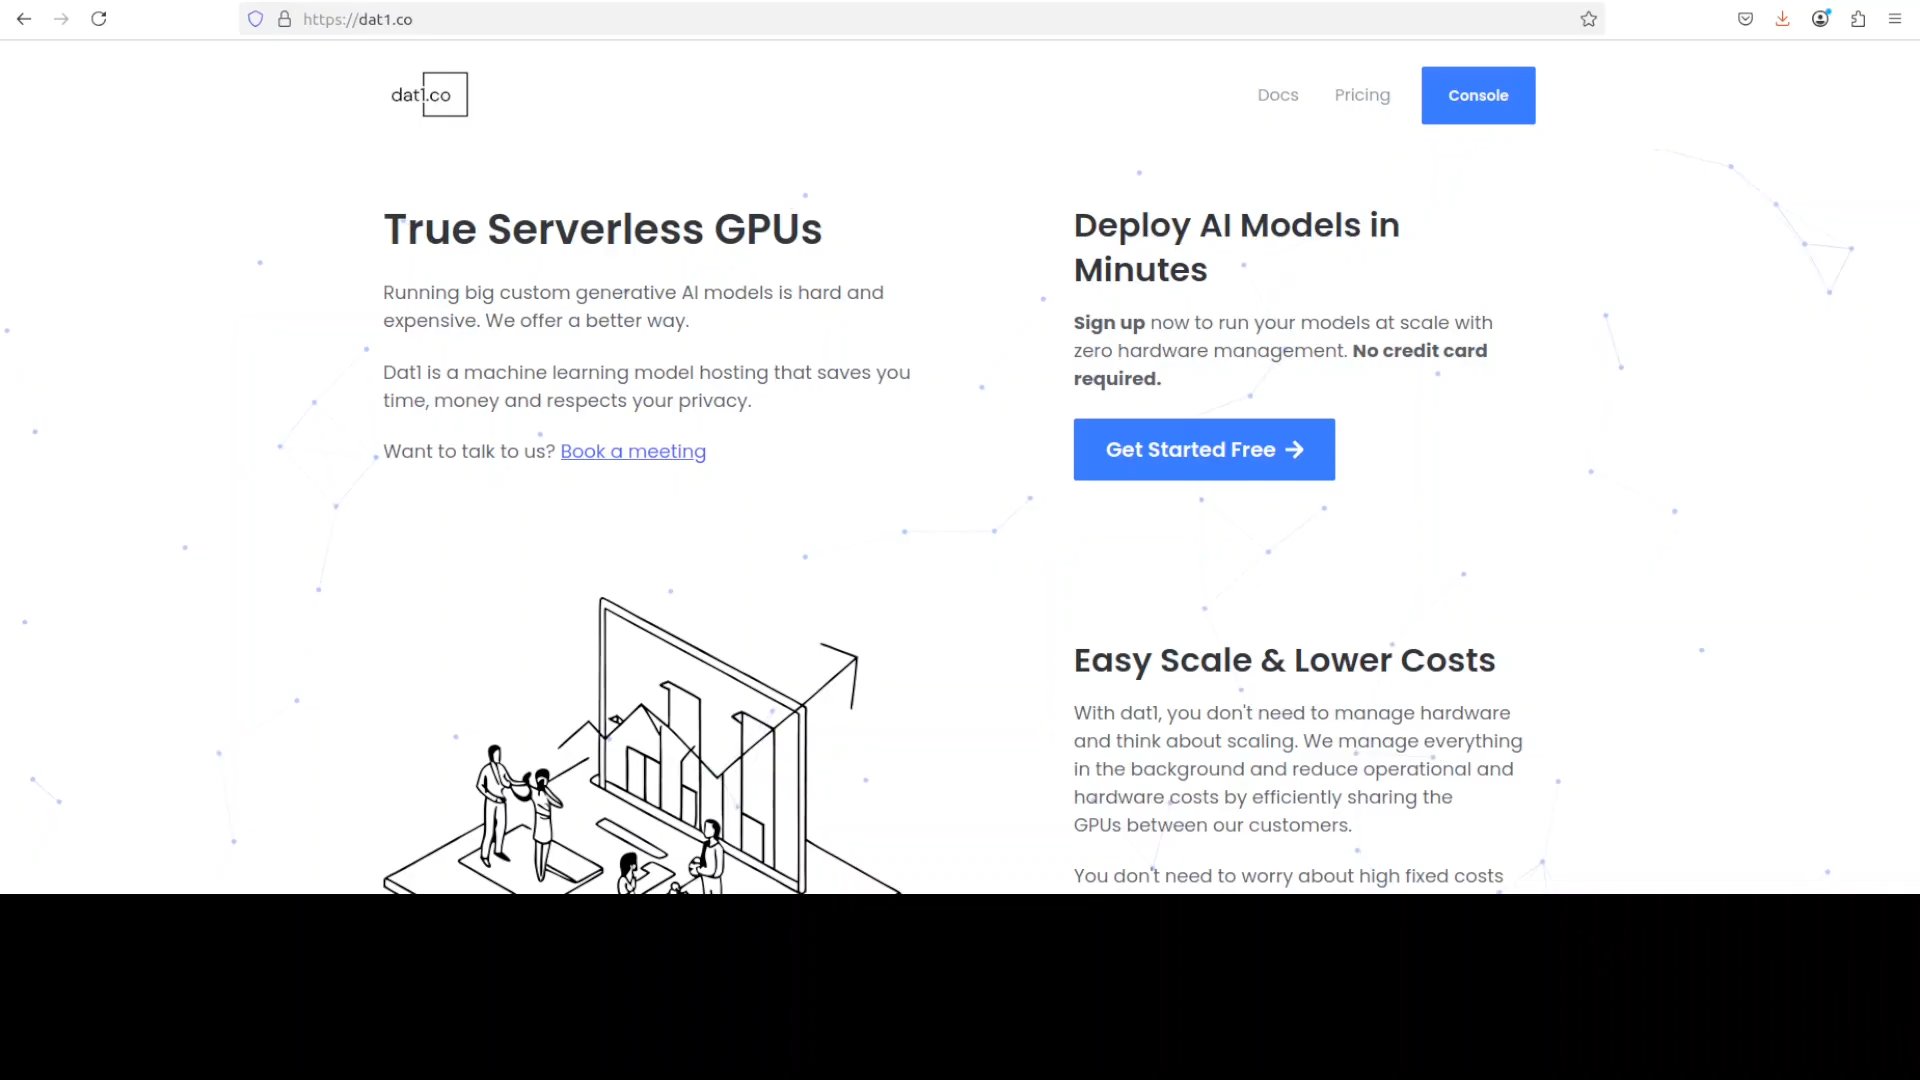 https://dat1.co
dat1.co
Docs
Pricing
Console
True Serverless GPUs
Running big custom generative AI models is hard and
expensive. We offer a better way.
Dat1 is a machine learning model hosting that saves you
time, money and respects your privacy.
Want to talk to us? Book a meeting
Deploy AI Models in
Minutes
Sign up now to run your models at scale with
zero hardware management. No credit card
required.
Get Started Free →
Easy Scale & Lower Costs
With dat1, you don't need to manage hardware
and think about scaling. We manage everything
in the background and reduce operational and
hardware costs by efficiently sharing the
GPUs between our customers.
You don't need to worry about high fixed costs